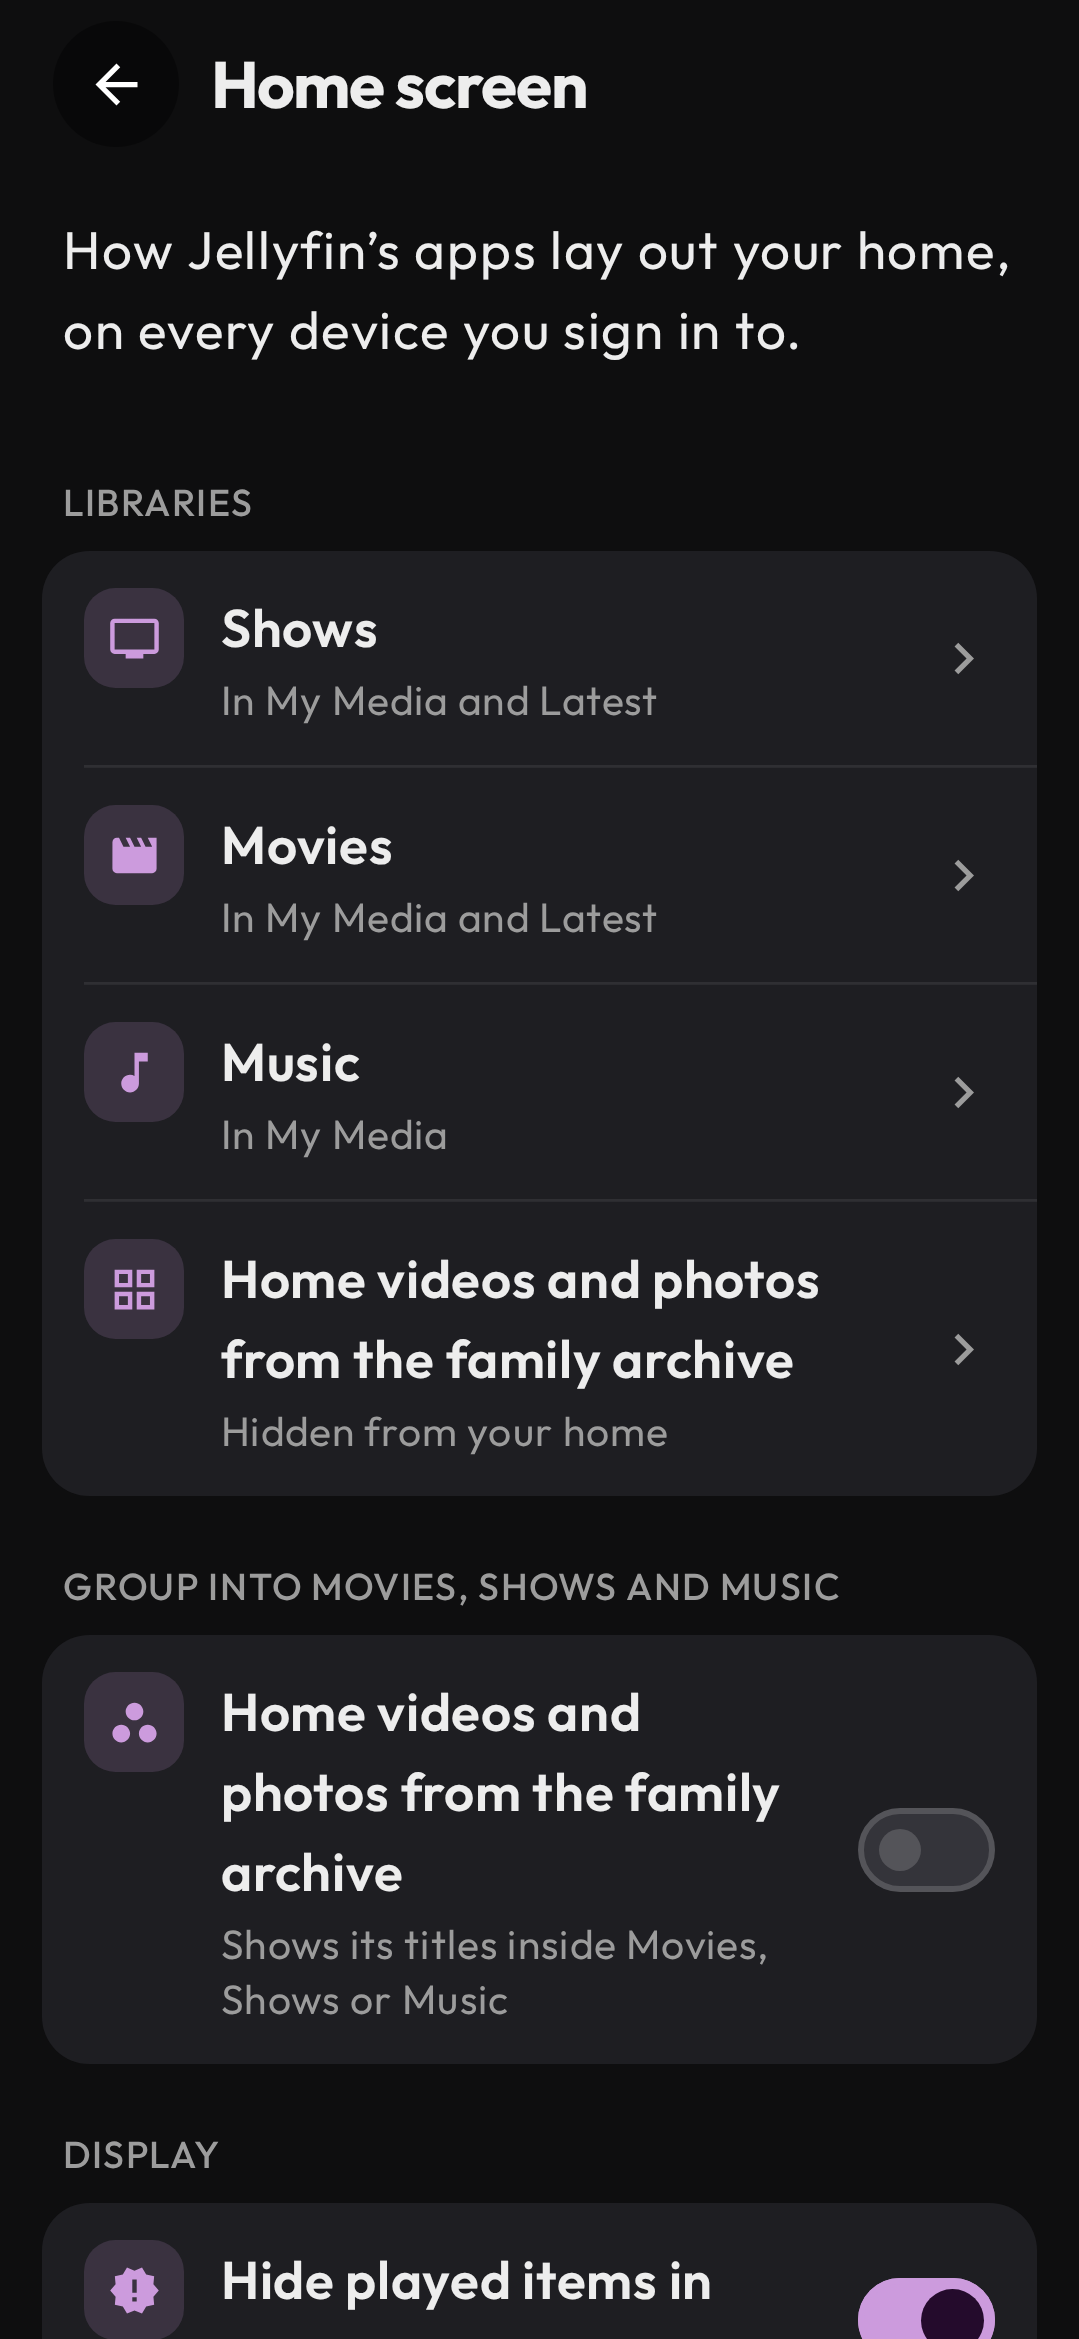 Home screen
How Jellyfin’s apps lay out your home,
on every device you sign in to.
LIBRARIES
Shows
In My Media and Latest
Movies
In My Media and Latest
Music
In My Media
Home videos and photos
from the family archive
Hidden from your home
GROUP INTO MOVIES, SHOWS AND MUSIC
Home videos and
photos from the family
archive
Shows its titles inside Movies,
Shows or Music
DISPLAY
Hide played items in